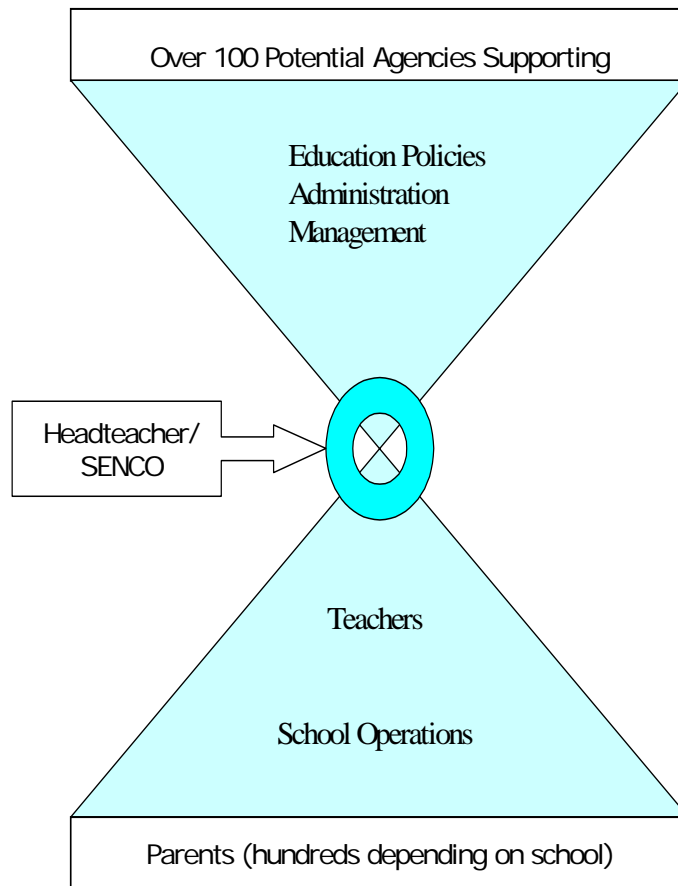 Over 100 Potential Agencies Supporting
Education Policies
Administration
Management
Headteacher/
SENCO
Teachers
School Operations
Parents (hundreds depending on school)